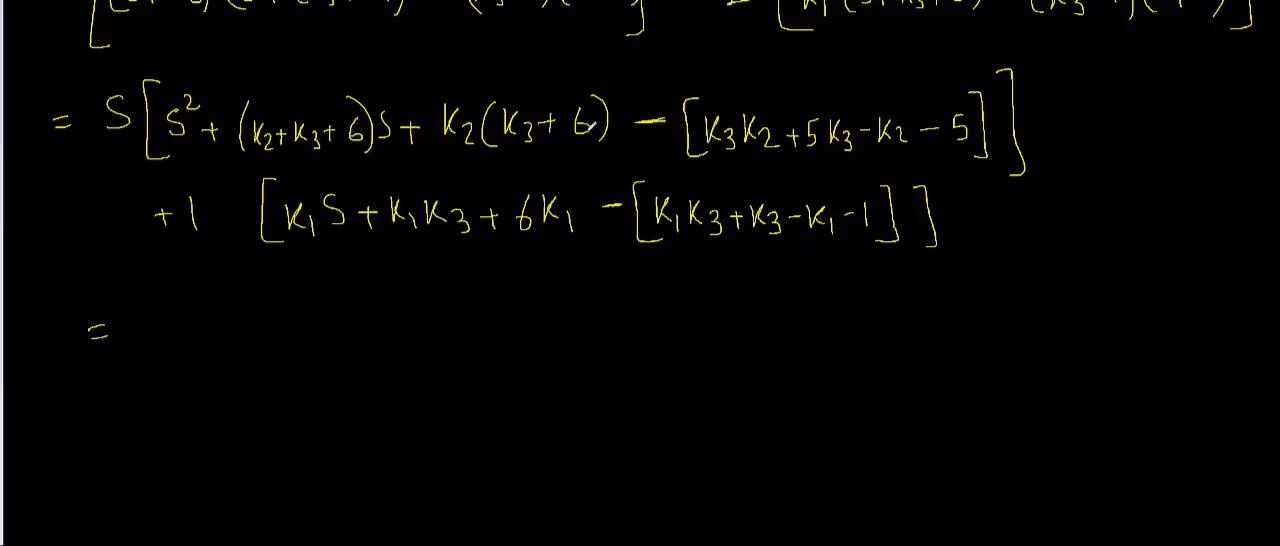 = S[S² + (K₂+K₃+6)S + K₂(K₃+6) - [K₃K₂+5K₃-K₂-5]]
+1 [K₁S+K₁K₃+6K₁ - [K₁K₃+K₃-K₁-1]]
=